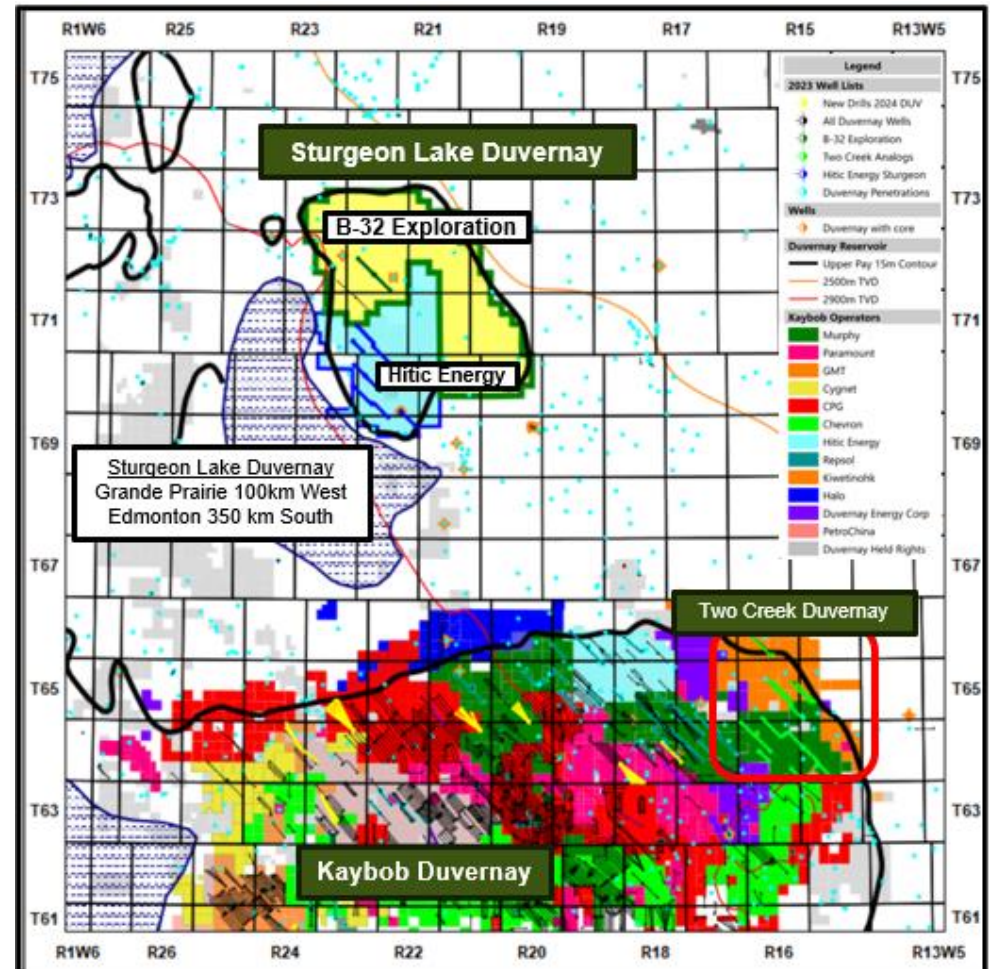 R1W6 R25 R23 R21 R19 R17 R15 R13W5
T75 T75
Legend
2023 Well Lists
New Drills 2024 DUV
All Duvernay Wells
B-32 Exploration
Two Creek Analogs
Hitic Energy Sturgeon
Duvernay Penetrations
Wells
Duvernay with core
Duvernay Reservoir
Upper Pay 15m Contour
2500m TVD
2900m TVD
Kaybob Operators
Murphy
Paramount
GMT
Cygnet
CPG
Chevron
Hitic Energy
Repsol
Kiwetinohk
Halo
Duvernay Energy Corp
PetroChina
Duvernay Held Rights
Sturgeon Lake Duvernay
T73 T73
B-32 Exploration
T71 T71
Hitic Energy
T69 T69
Sturgeon Lake Duvernay
Grande Prairie 100km West
Edmonton 350 km South
T67 T67
Two Creek Duvernay
T65 T65
T63 T63
Kaybob Duvernay
T61 T61
R1W6 R26 R24 R22 R20 R18 R16 R13W5